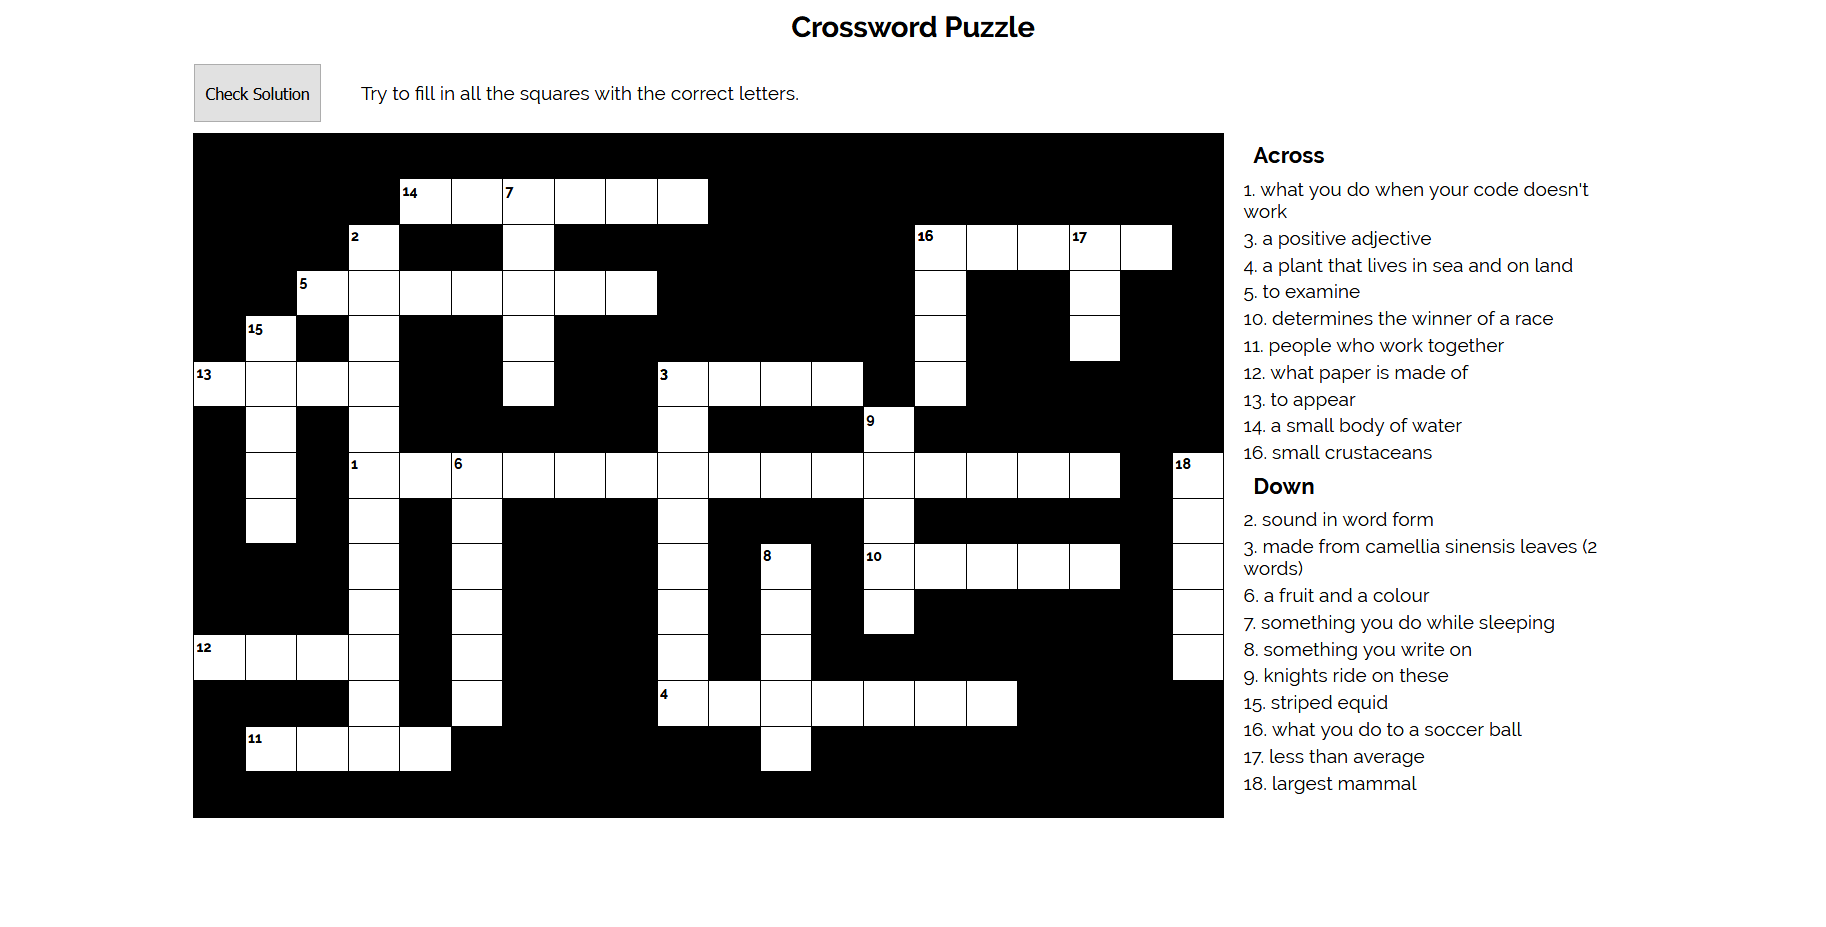 Crossword Puzzle
Check Solution
Try to fill in all the squares with the correct letters.
14 7
2 16 17
5
15
13 3
9
1 6 18
8 10
12
4
11
Across
1. what you do when your code doesn't
work
3. a positive adjective
4. a plant that lives in sea and on land
5. to examine
10. determines the winner of a race
11. people who work together
12. what paper is made of
13. to appear
14. a small body of water
16. small crustaceans
Down
2. sound in word form
3. made from camellia sinensis leaves (2
words)
6. a fruit and a colour
7. something you do while sleeping
8. something you write on
9. knights ride on these
15. striped equid
16. what you do to a soccer ball
17. less than average
18. largest mammal